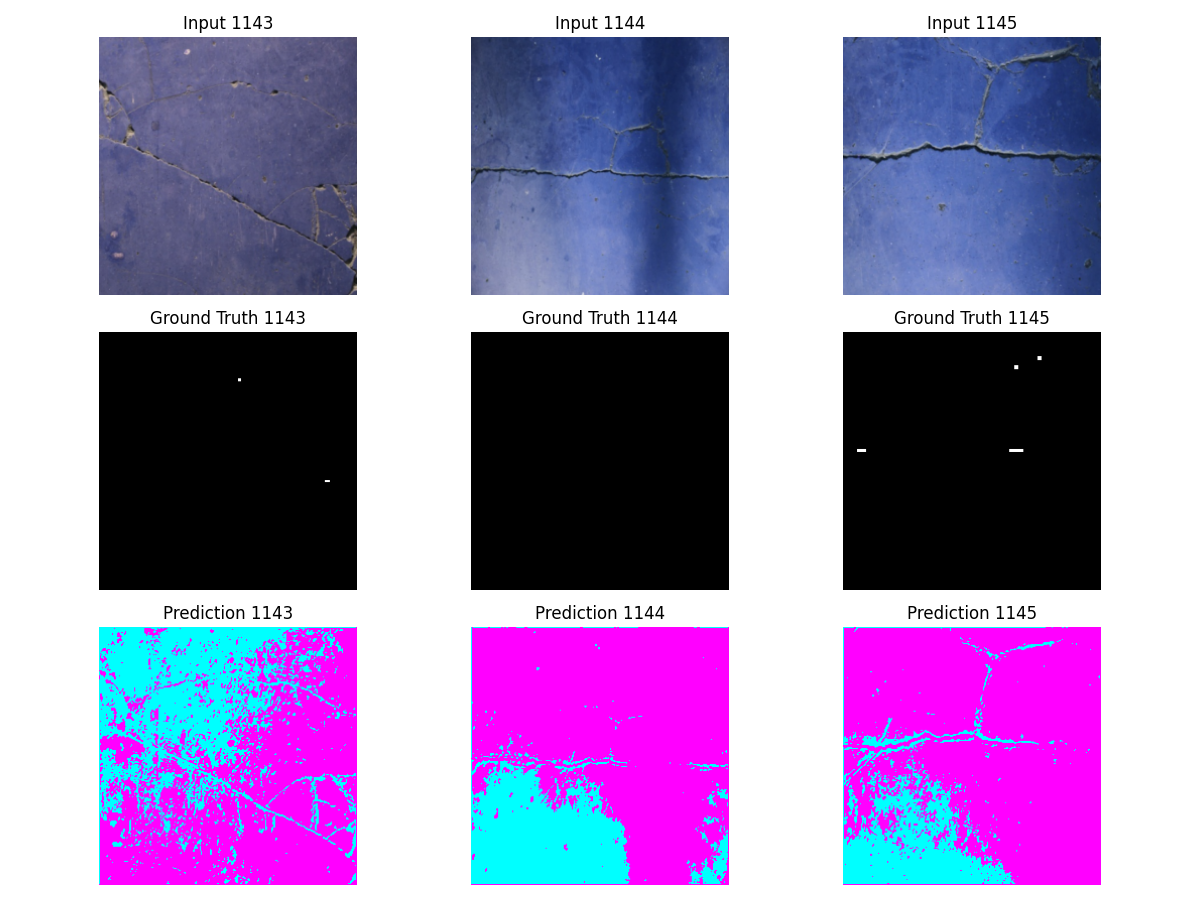 Input 1143
Input 1144
Input 1145
Ground Truth 1143
Ground Truth 1144
Ground Truth 1145
Prediction 1143
Prediction 1144
Prediction 1145